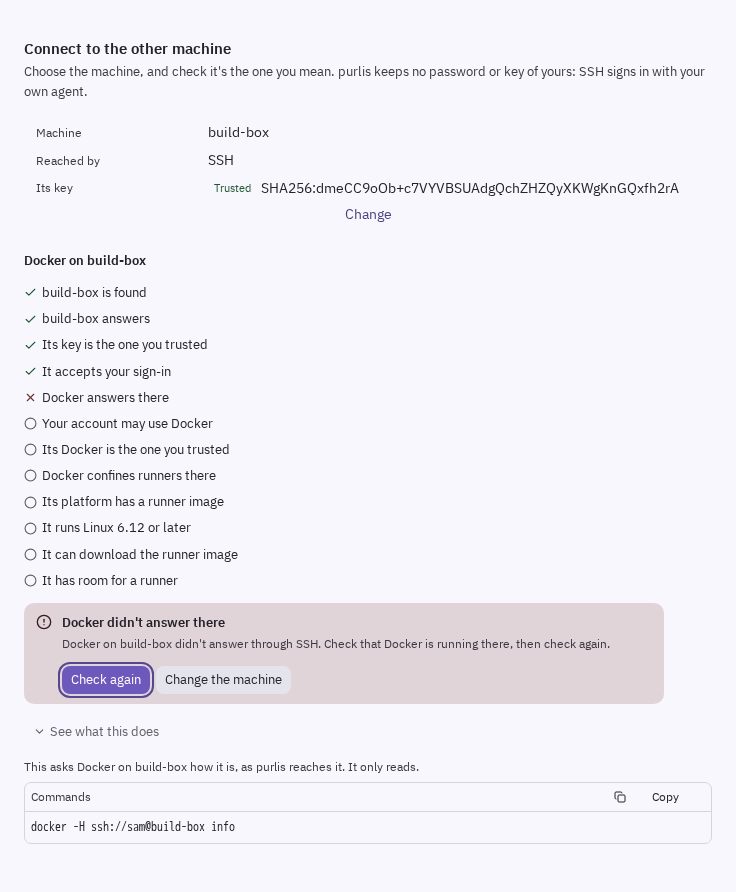 Connect to the other machine
Choose the machine, and check it's the one you mean. purlis keeps no password or key of yours: SSH signs in with your
own agent.
Machine build-box
Reached by SSH
Its key Trusted SHA256:dmeCC9oOb+c7VYVBSUAdgQchZHZQyXKWgKnGQxfh2rA
Change
Docker on build-box
build-box is found
build-box answers
Its key is the one you trusted
It accepts your sign-in
Docker answers there
Your account may use Docker
Its Docker is the one you trusted
Docker confines runners there
Its platform has a runner image
It runs Linux 6.12 or later
It can download the runner image
It has room for a runner
Docker didn't answer there
Docker on build-box didn't answer through SSH. Check that Docker is running there, then check again.
Check again Change the machine
See what this does
This asks Docker on build-box how it is, as purlis reaches it. It only reads.
Commands Copy
docker -H ssh://sam@build-box info